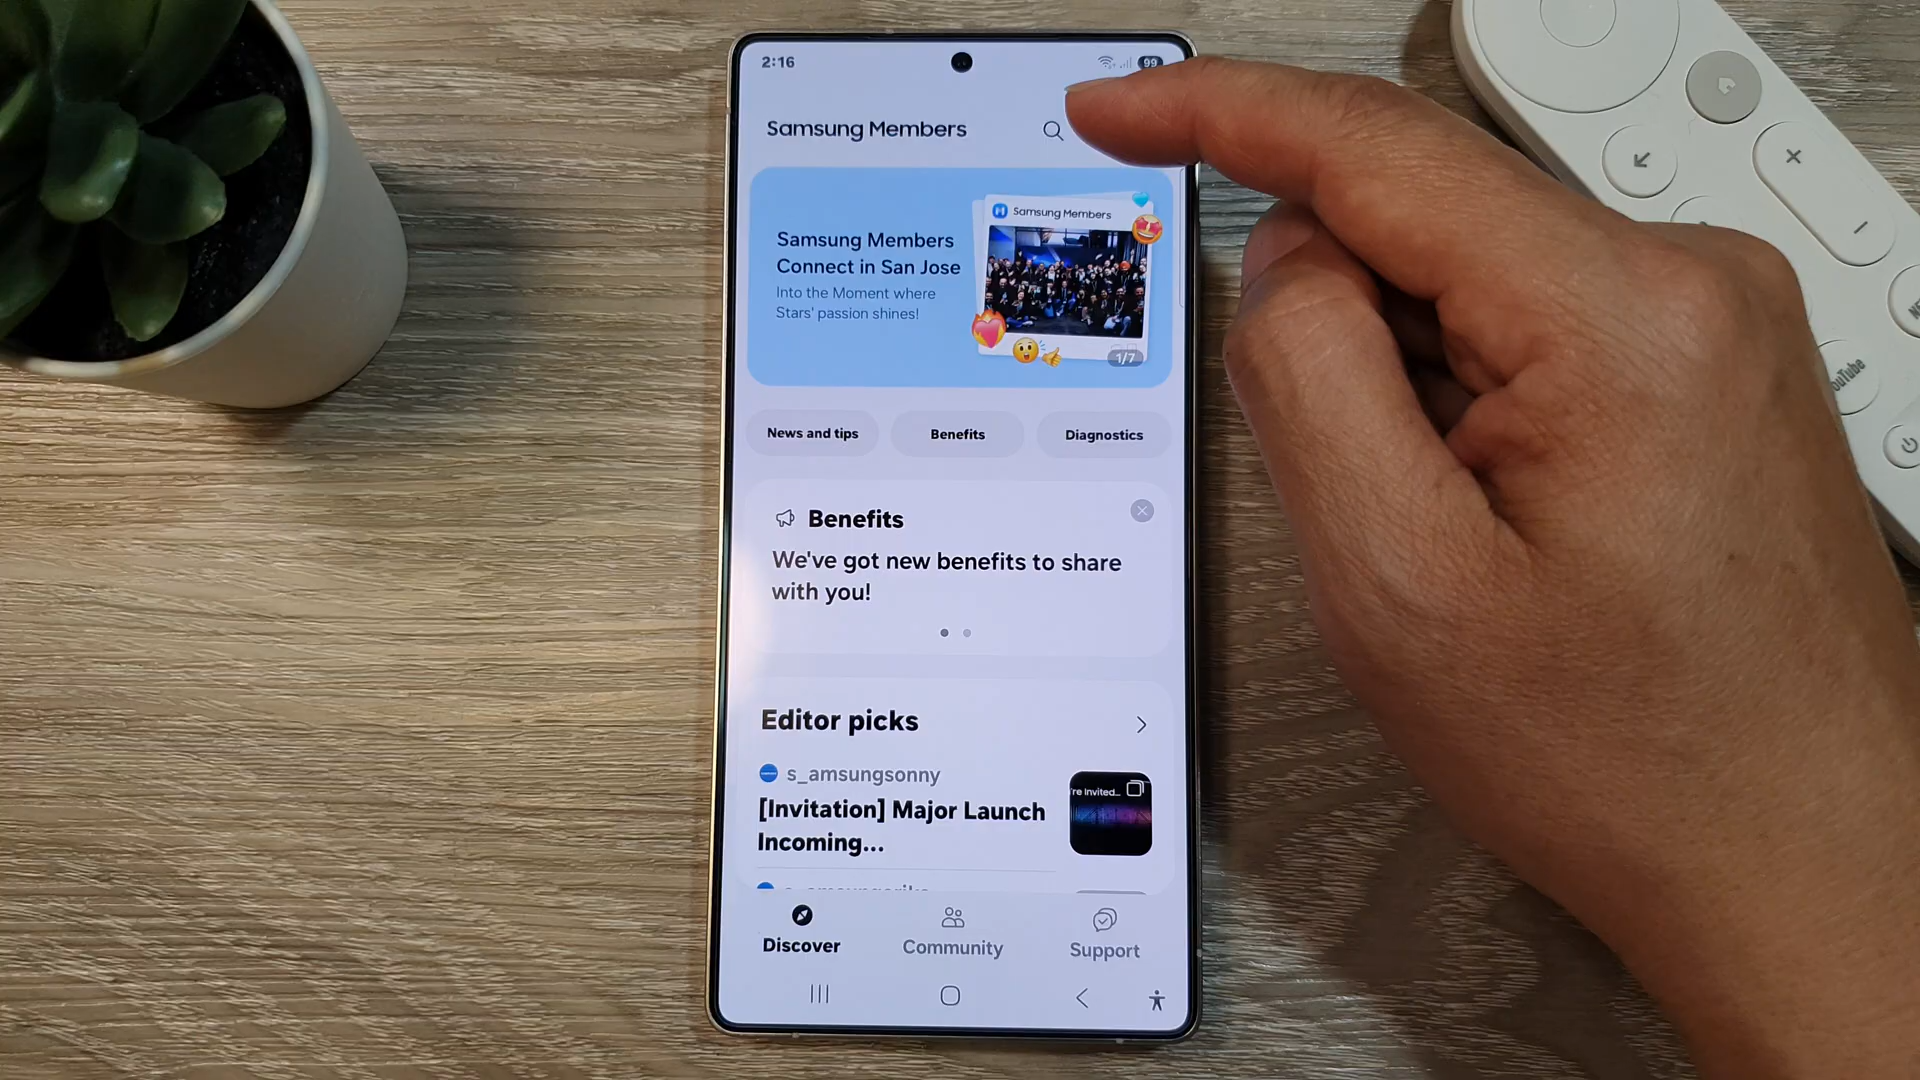 2:16
99
Samsung Members
Samsung Members
Connect in San Jose
Into the Moment where
Stars' passion shines!
Samsung Members
1/7
News and tips
Benefits
Diagnostics
Benefits
We've got new benefits to share
with you!
Editor picks
s_amsungsonny
[Invitation] Major Launch
Incoming...
're Invited...
Discover
Community
Support
ouTube